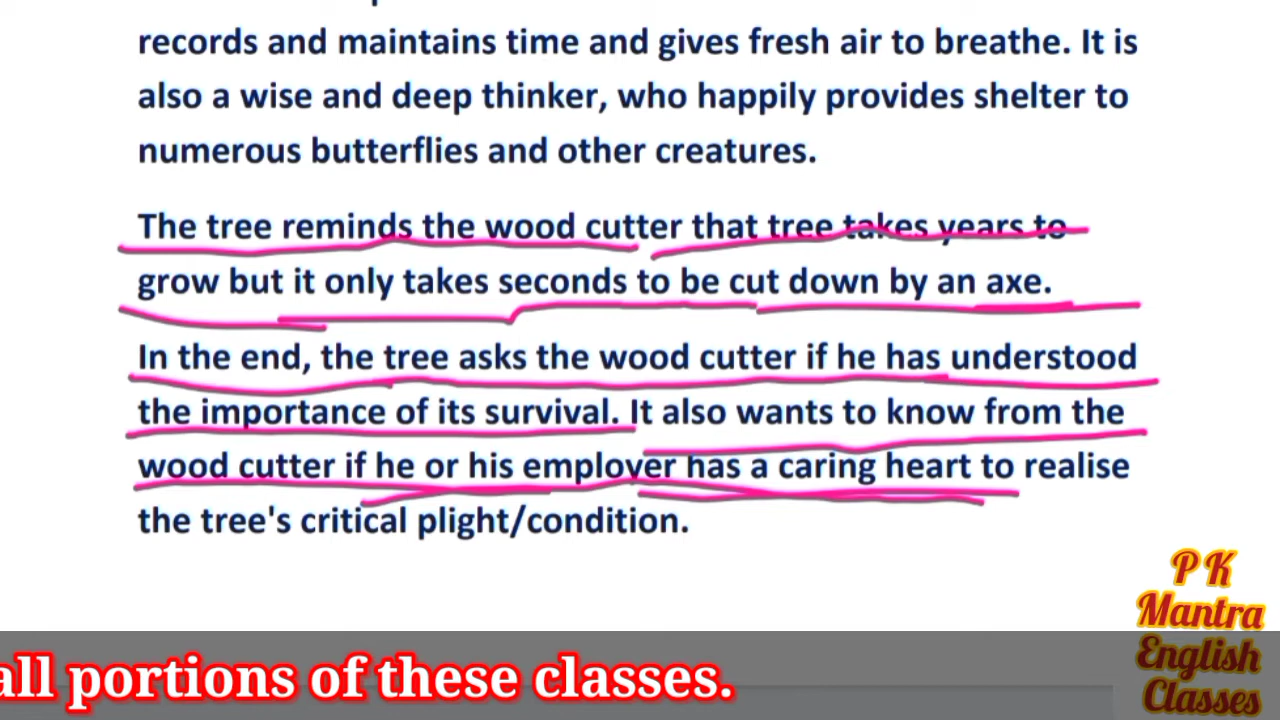 records and maintains time and gives fresh air to breathe. It is
also a wise and deep thinker, who happily provides shelter to
numerous butterflies and other creatures.
The tree reminds the wood cutter that tree takes years to
grow but it only takes seconds to be cut down by an axe.
In the end, the tree asks the wood cutter if he has understood
the importance of its survival. It also wants to know from the
wood cutter if he or his employer has a caring heart to realise
the tree's critical plight/condition.
P K
Mantra
English
Classes
all portions of these classes.